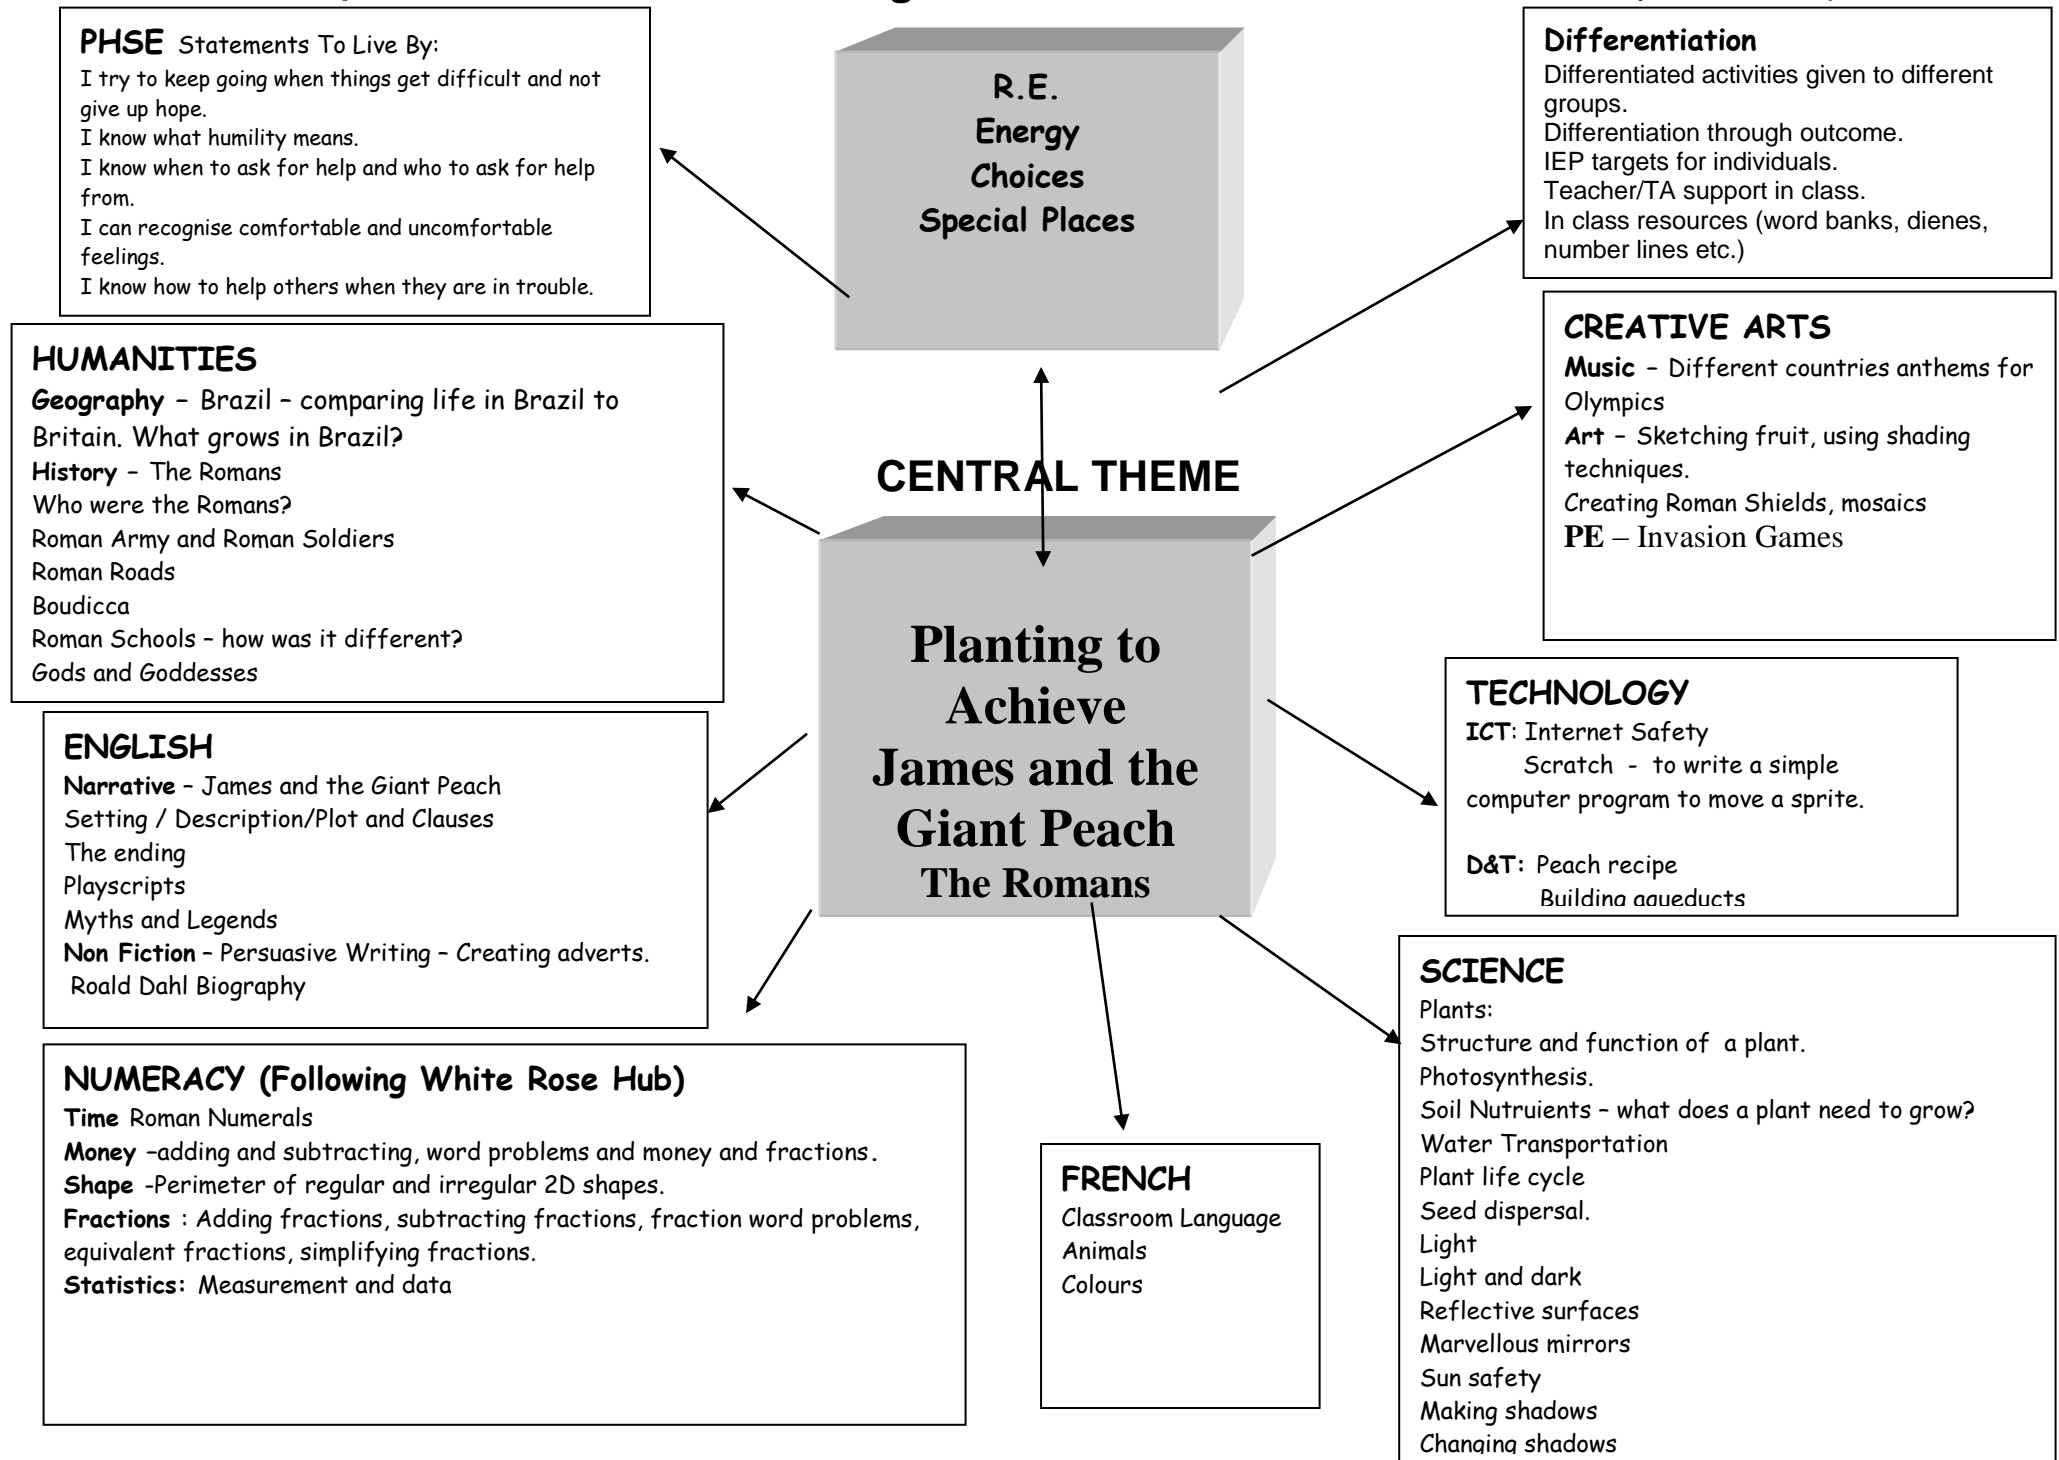 PHSE Statements To Live By:
I try to keep going when things get difficult and not
give up hope.
I know what humility means.
I know when to ask for help and who to ask for help
from.
I can recognise comfortable and uncomfortable
feelings.
I know how to help others when they are in trouble.
R.E.
Energy
Choices
Special Places
Differentiation
Differentiated activities given to different
groups.
Differentiation through outcome.
IEP targets for individuals.
Teacher/TA support in class.
In class resources (word banks, dienes,
number lines etc.)
HUMANITIES
Geography – Brazil – comparing life in Brazil to
Britain. What grows in Brazil?
History – The Romans
Who were the Romans?
Roman Army and Roman Soldiers
Roman Roads
Boudicca
Roman Schools – how was it different?
Gods and Goddesses
CREATIVE ARTS
Music – Different countries anthems for
Olympics
Art – Sketching fruit, using shading
techniques.
Creating Roman Shields, mosaics
PE – Invasion Games
CENTRAL THEME
Planting to
Achieve
James and the
Giant Peach
The Romans
ENGLISH
Narrative – James and the Giant Peach
Setting / Description/Plot and Clauses
The ending
Playscripts
Myths and Legends
Non Fiction – Persuasive Writing – Creating adverts.
Roald Dahl Biography
TECHNOLOGY
ICT: Internet Safety
Scratch - to write a simple
computer program to move a sprite.
D&T: Peach recipe
Building aqueducts
NUMERACY (Following White Rose Hub)
Time Roman Numerals
Money –adding and subtracting, word problems and money and fractions.
Shape -Perimeter of regular and irregular 2D shapes.
Fractions : Adding fractions, subtracting fractions, fraction word problems,
equivalent fractions, simplifying fractions.
Statistics: Measurement and data
FRENCH
Classroom Language
Animals
Colours
SCIENCE
Plants:
Structure and function of a plant.
Photosynthesis.
Soil Nutruients – what does a plant need to grow?
Water Transportation
Plant life cycle
Seed dispersal.
Light
Light and dark
Reflective surfaces
Marvellous mirrors
Sun safety
Making shadows
Changing shadows